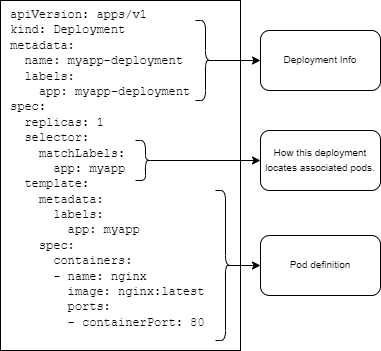 apiVersion: apps/v1
kind: Deployment
metadata:
  name: myapp-deployment
  labels:
    app: myapp-deployment
spec:
  replicas: 1
  selector:
    matchLabels:
      app: myapp
  template:
    metadata:
      labels:
        app: myapp
    spec:
      containers:
      - name: nginx
        image: nginx:latest
        ports:
        - containerPort: 80
Deployment Info
How this deployment
locates associated pods.
Pod definition